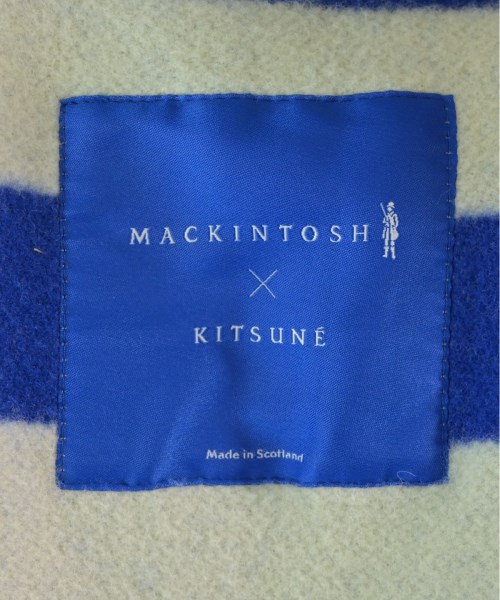 MACKINTOSH
×
KITSUNÉ
Made in Scotland